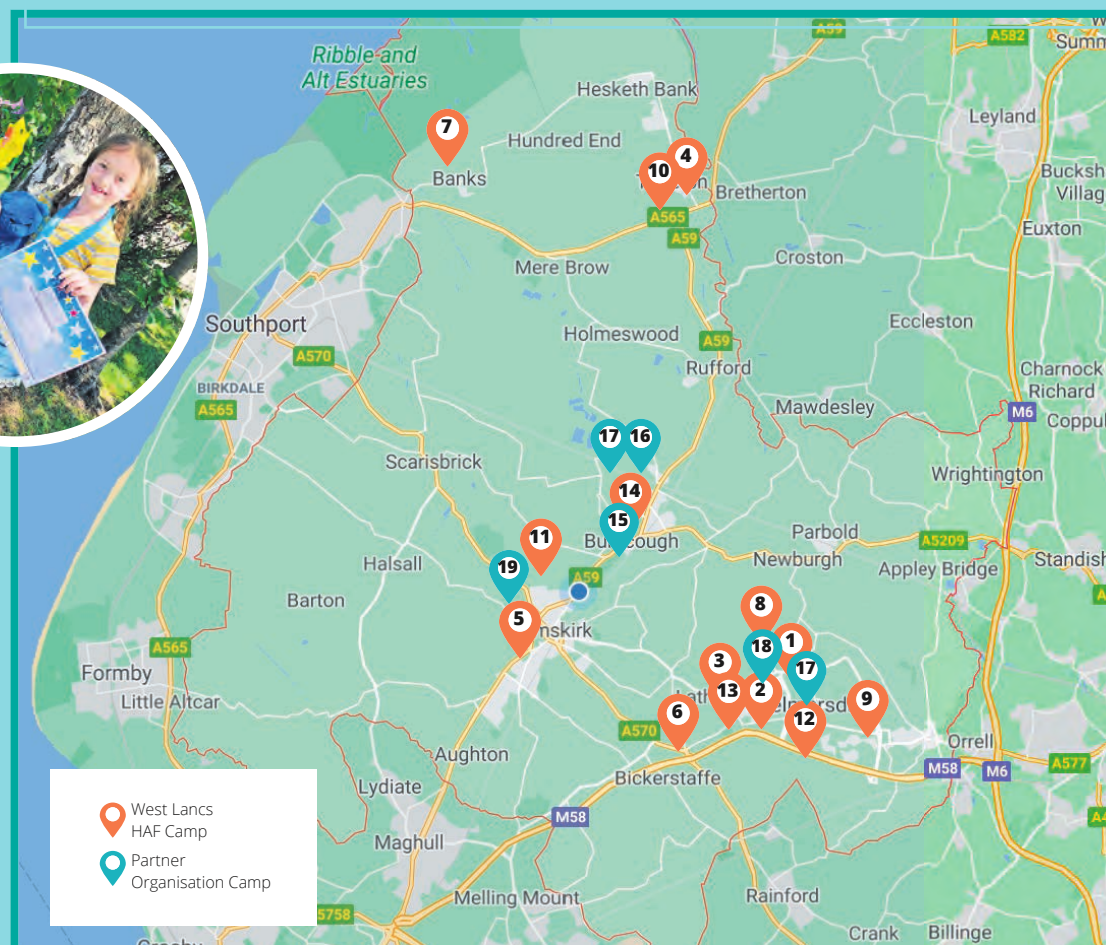 A59
A582
Ribble and
Alt Estuaries
Hesketh Bank
Leyland
7
Hundred End
4
10
Banks
Bretherton
A565
A59
Euxton
Croston
Mere Brow
Southport
Eccleston
Holmeswood
A59
A570
Rufford
Charnock
Richard
BIRKDALE
A565
Mawdesley
M6
17
16
Scarisbrick
Wrightington
14
15
Parbold
11
A5209
Newburgh
Standish
Halsall
19
Appley Bridge
A59
Barton
8
5
1
18
A565
3
17
Formby
13
2
9
Little Altcar
6
12
A570
Orrell
Aughton
M58
M6
A577
Bickerstaffe
Lydiate
West Lancs
HAF Camp
M58
Maghull
Partner
Organisation Camp
Melling Mount
Rainford
5758
Crank
Billinge